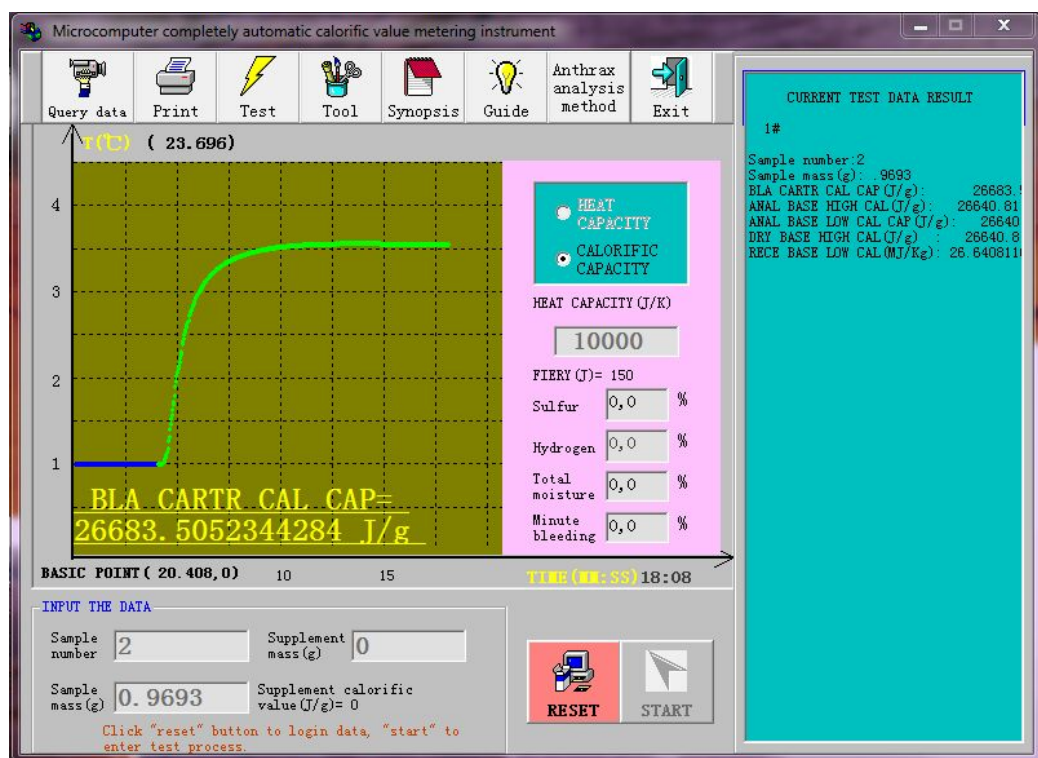 Microcomputer completely automatic calorific value metering instrument
Query data
Print
Test
Tool
Synopsis
Guide
Anthrax
analysis
method
Exit
T(℃) ( 23.696)
4
3
2
1
BLA CARTR CAL CAP=
26683.5052344284 J/g
BASIC POINT( 20.408,0)
10
15
TIME(MM:SS)18:08
HEAT
CAPACITY
CALORIFIC
CAPACITY
HEAT CAPACITY(J/K)
10000
FIERY(J)= 150
Sulfur 0,0 %
Hydrogen 0,0 %
Total
moisture 0,0 %
Minute
bleeding 0,0 %
INPUT THE DATA
Sample
number 2
Supplement
mass(g) 0
Sample
mass(g) 0.9693
Supplement calorific
value(J/g)= 0
Click "reset" button to login data, "start" to
enter test process.
RESET
START
CURRENT TEST DATA RESULT
1#
Sample number:2
Sample mass(g): .9693
BLA CARTR CAL CAP(J/g): 26683.
ANAL BASE HIGH CAL(J/g): 26640.81
ANAL BASE LOW CAL CAP(J/g): 26640
DRY BASE HIGH CAL(J/g) : 26640.8
RECE BASE LOW CAL(MJ/Kg): 26.640811